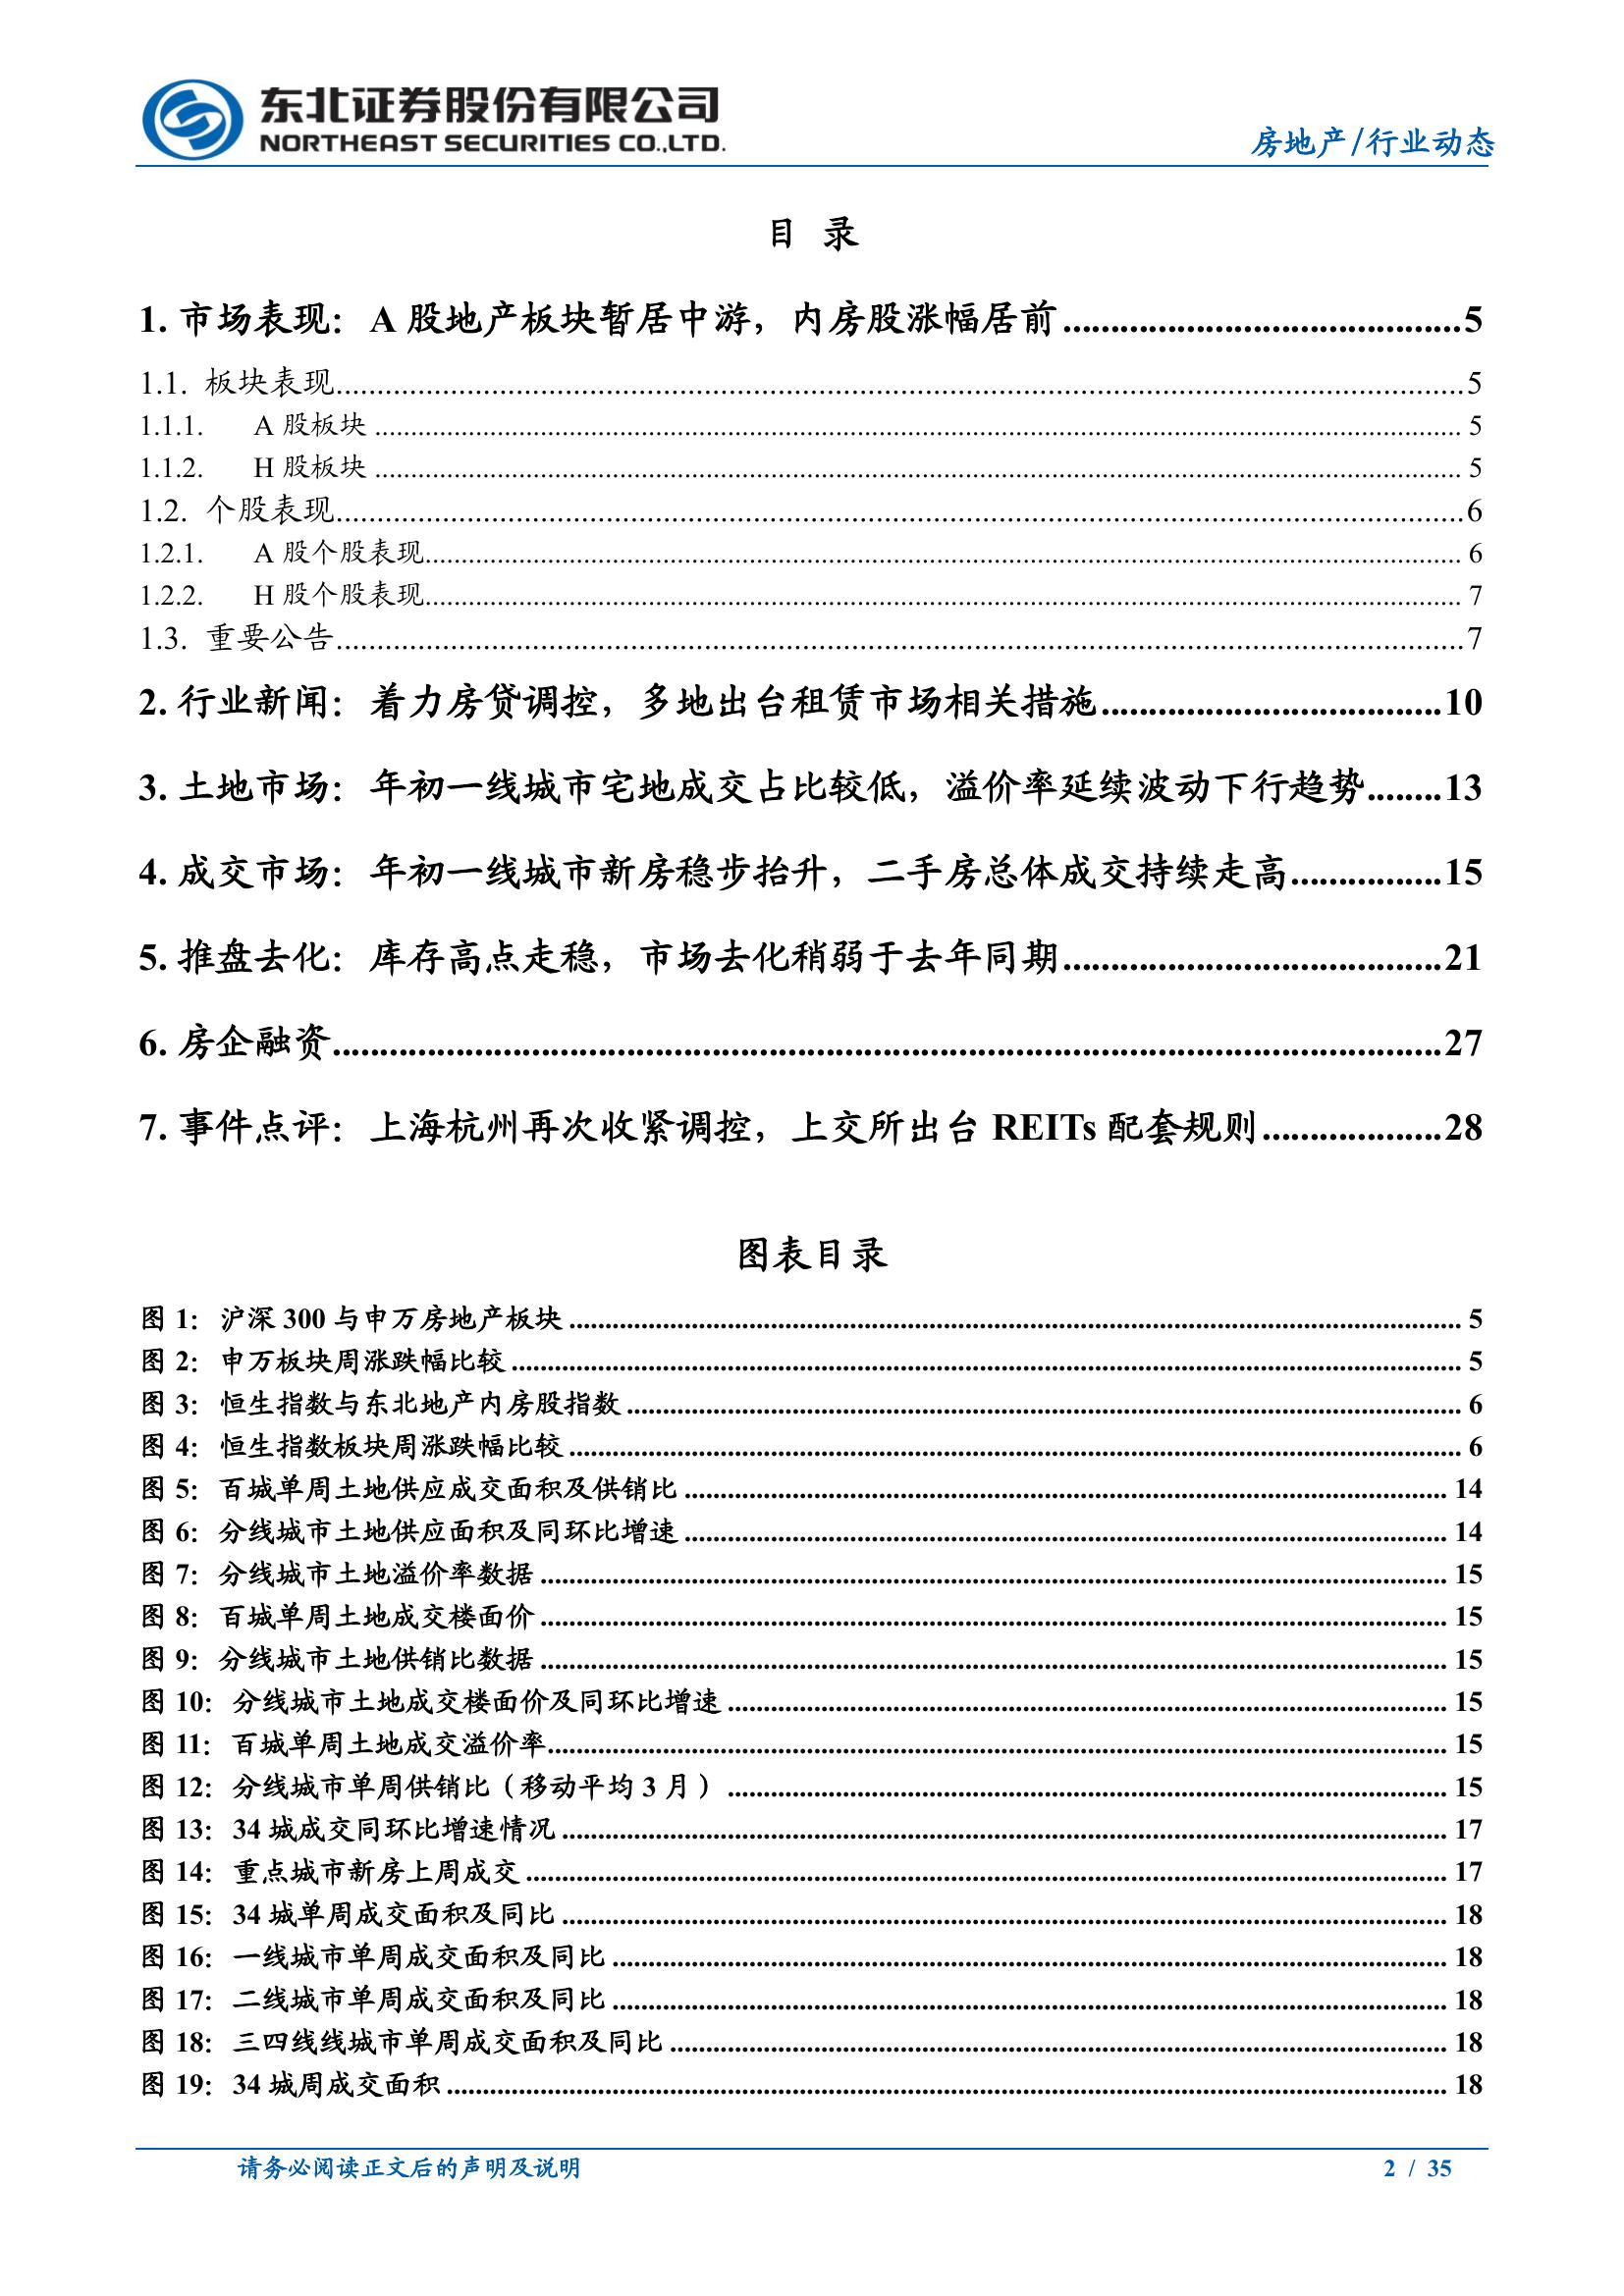 东北证券股份有限公司
NORTHEAST SECURITIES CO.,LTD.
房地产/行业动态
目 录
1. 市场表现：A 股地产板块暂居中游，内房股涨幅居前..........................................5
1.1. 板块表现..........................................5
1.1.1. A 股板块..........................................5
1.1.2. H 股板块..........................................5
1.2. 个股表现..........................................6
1.2.1. A 股个股表现..........................................6
1.2.2. H 股个股表现..........................................7
1.3. 重要公告..........................................7
2. 行业新闻：着力房贷调控，多地出台租赁市场相关措施....................................10
3. 土地市场：年初一线城市宅地成交占比较低，溢价率延续波动下行趋势........13
4. 成交市场：年初一线城市新房稳步抬升，二手房总体成交持续走高................15
5. 推盘去化：库存高点走稳，市场去化稍弱于去年同期........................................21
6. 房企融资..........................................27
7. 事件点评：上海杭州再次收紧调控，上交所出台 REITs 配套规则...................28
图表目录
图 1：沪深 300 与申万房地产板块..........................................5
图 2：申万板块周涨跌幅比较..........................................5
图 3：恒生指数与东北地产内房股指数..........................................6
图 4：恒生指数板块周涨跌幅比较..........................................6
图 5：百城单周土地供应成交面积及供销比..........................................14
图 6：分线城市土地供应面积及同环比增速..........................................14
图 7：分线城市土地溢价率数据..........................................15
图 8：百城单周土地成交楼面价..........................................15
图 9：分线城市土地供销比数据..........................................15
图 10：分线城市土地成交楼面价及同环比增速..........................................15
图 11：百城单周土地成交溢价率..........................................15
图 12：分线城市单周供销比（移动平均 3 月）..........................................15
图 13：34 城成交同环比增速情况..........................................17
图 14：重点城市新房上周成交..........................................17
图 15：34 城单周成交面积及同比..........................................18
图 16：一线城市单周成交面积及同比..........................................18
图 17：二线城市单周成交面积及同比..........................................18
图 18：三四线线城市单周成交面积及同比..........................................18
图 19：34 城周成交面积..........................................18
请务必阅读正文后的声明及说明
2 / 35